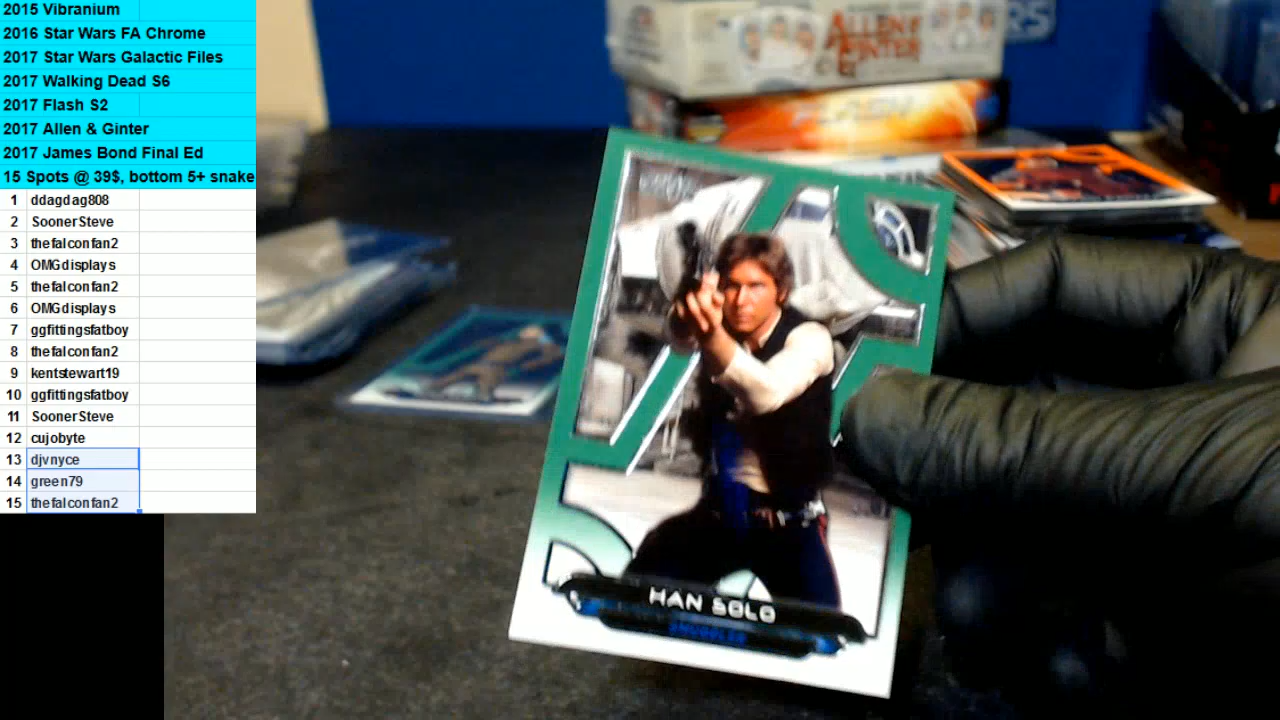 2015 Vibranium
2016 Star Wars FA Chrome
2017 Star Wars Galactic Files
2017 Walking Dead S6
2017 Flash S2
2017 Allen & Ginter
2017 James Bond Final Ed
15 Spots @ 39$, bottom 5+ snake
1 ddagdag808
2 SoonerSteve
3 thefalconfan2
4 OMGdisplays
5 thefalconfan2
6 OMGdisplays
7 ggfittingsfatboy
8 thefalconfan2
9 kentstewart19
10 ggfittingsfatboy
11 SoonerSteve
12 cujobyte
13 djvnyce
14 green79
15 thefalconfan2
ALLEN &
GINTER
FLASH
HAN SOLO
SMUGGLER